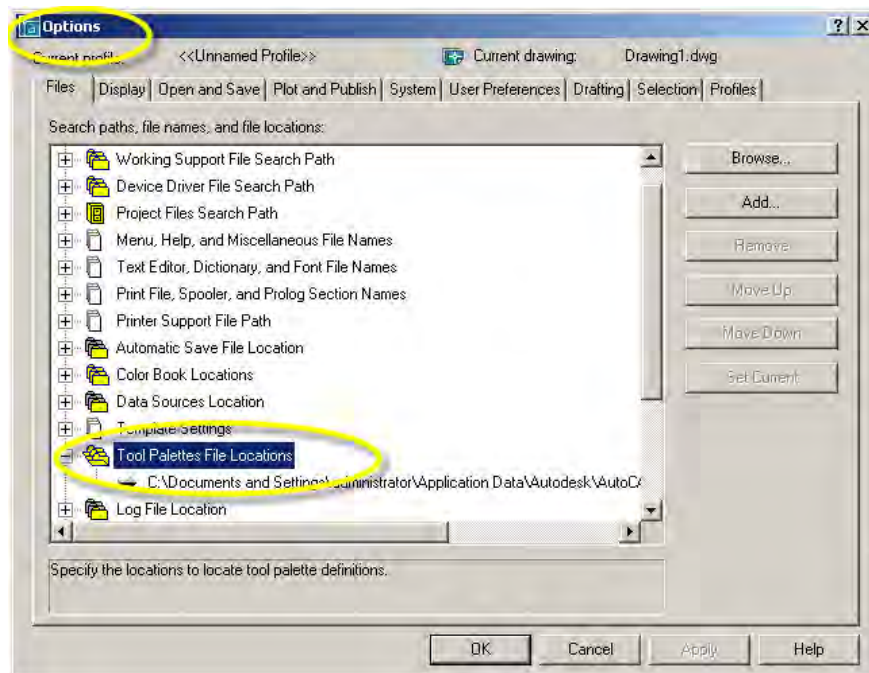 Options
Current profile: <<Unnamed Profile>> Current drawing: Drawing1.dwg
Files Display Open and Save Plot and Publish System User Preferences Drafting Selection Profiles
Search paths, file names, and file locations:
Working Support File Search Path
Browse...
Device Driver File Search Path
Add...
Project Files Search Path
Menu, Help, and Miscellaneous File Names
Remove
Text Editor, Dictionary, and Font File Names
Print File, Spooler, and Prolog Section Names
Move Up
Printer Support File Path
Move Down
Automatic Save File Location
Color Book Locations
Set Current
Data Sources Location
Template Settings
Tool Palettes File Locations
C:\Documents and Settings\administrator\Application Data\Autodesk\AutoCA
Log File Location
Specify the locations to locate tool palette definitions.
OK Cancel Apply Help